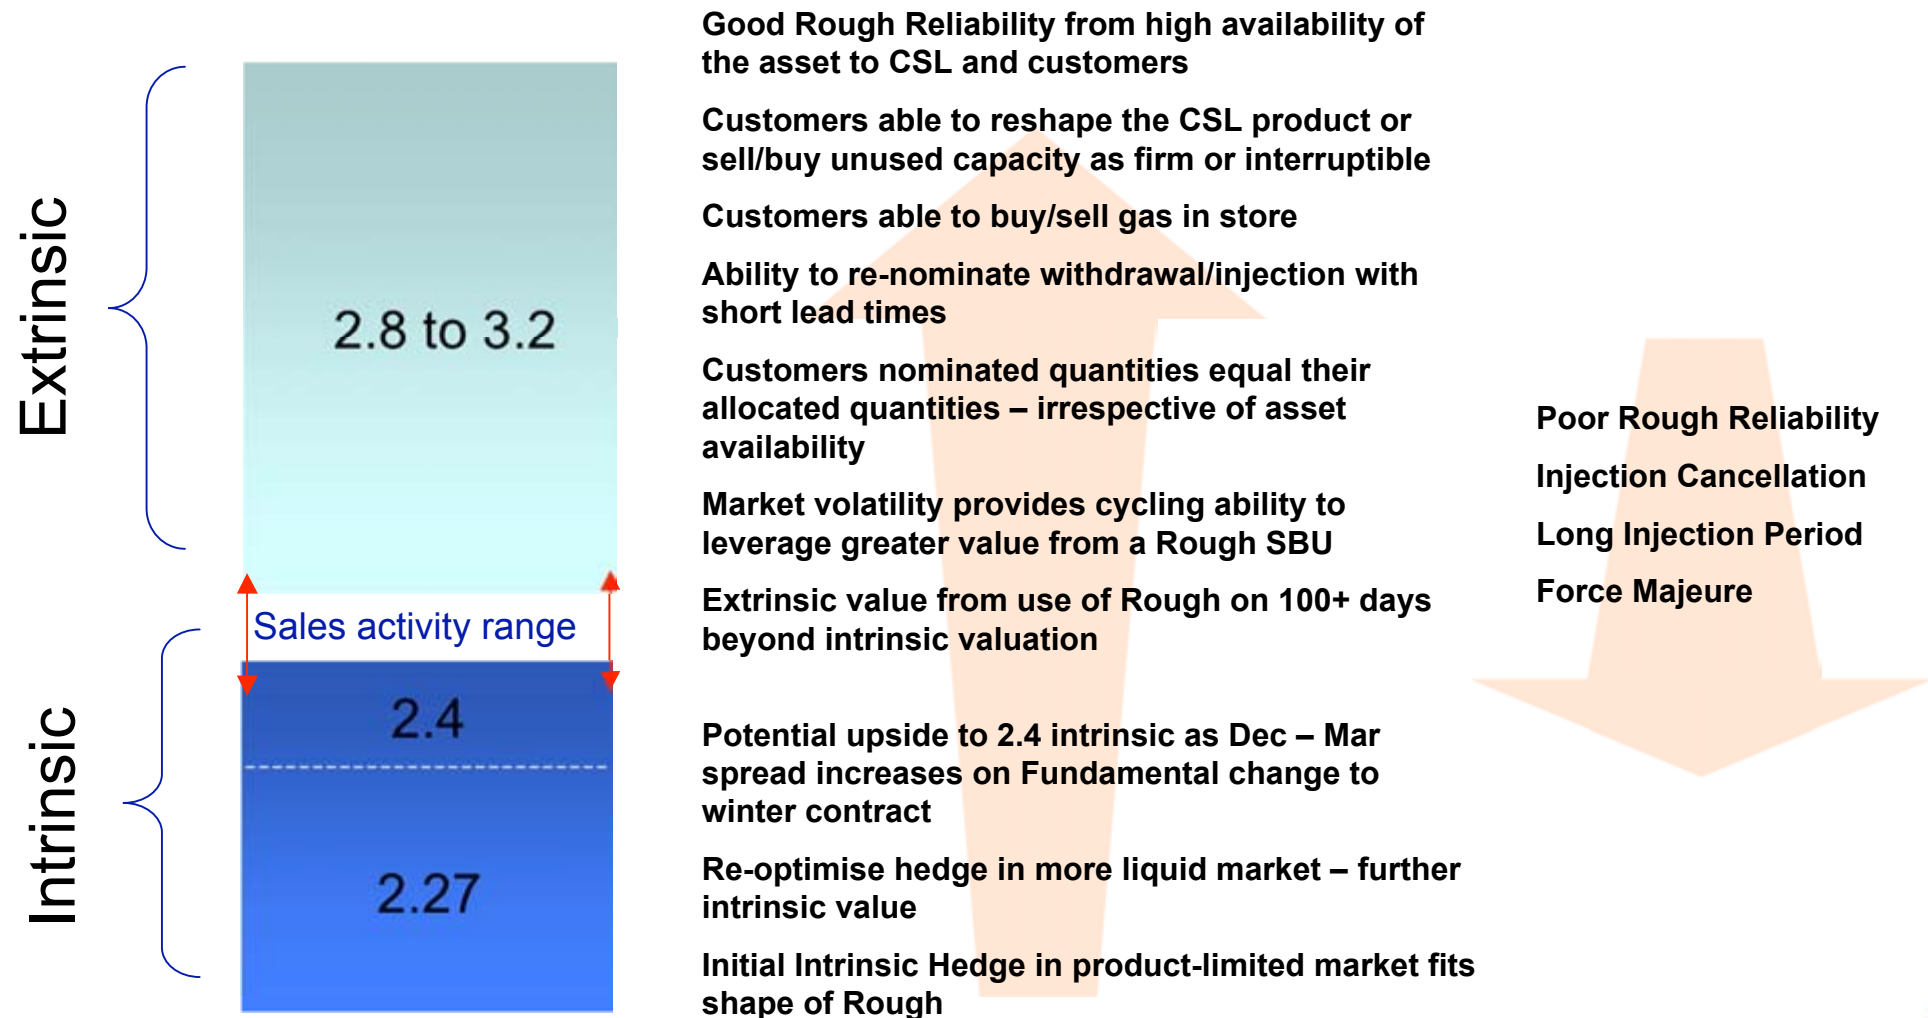 Extrinsic
2.8 to 3.2
Sales activity range
Intrinsic
2.4
2.27
Good Rough Reliability from high availability of
the asset to CSL and customers
Customers able to reshape the CSL product or
sell/buy unused capacity as firm or interruptible
Customers able to buy/sell gas in store
Ability to re-nominate withdrawal/injection with
short lead times
Customers nominated quantities equal their
allocated quantities – irrespective of asset
availability
Market volatility provides cycling ability to
leverage greater value from a Rough SBU
Extrinsic value from use of Rough on 100+ days
beyond intrinsic valuation
Potential upside to 2.4 intrinsic as Dec – Mar
spread increases on Fundamental change to
winter contract
Re-optimise hedge in more liquid market – further
intrinsic value
Initial Intrinsic Hedge in product-limited market fits
shape of Rough
Poor Rough Reliability
Injection Cancellation
Long Injection Period
Force Majeure